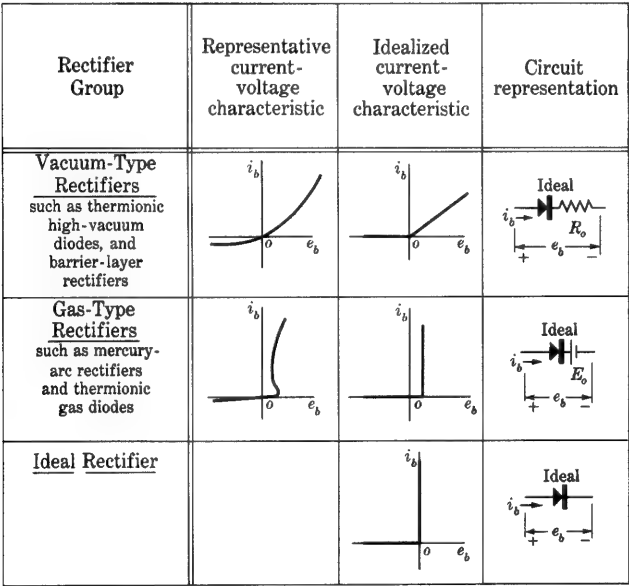 Rectifier
Group
Representative
current-
voltage
characteristic
Idealized
current-
voltage
characteristic
Circuit
representation
Vacuum-Type
Rectifiers
such as thermionic
high-vacuum
diodes, and
barrier-layer
rectifiers
i_b
o
e_b
i_b
o
e_b
Ideal
i_b
R_o
e_b
+
−
Gas-Type
Rectifiers
such as mercury-
arc rectifiers
and thermionic
gas diodes
i_b
o
e_b
i_b
o
e_b
Ideal
i_b
E_o
e_b
+
−
Ideal Rectifier
i_b
o
e_b
Ideal
i_b
e_b
+
−